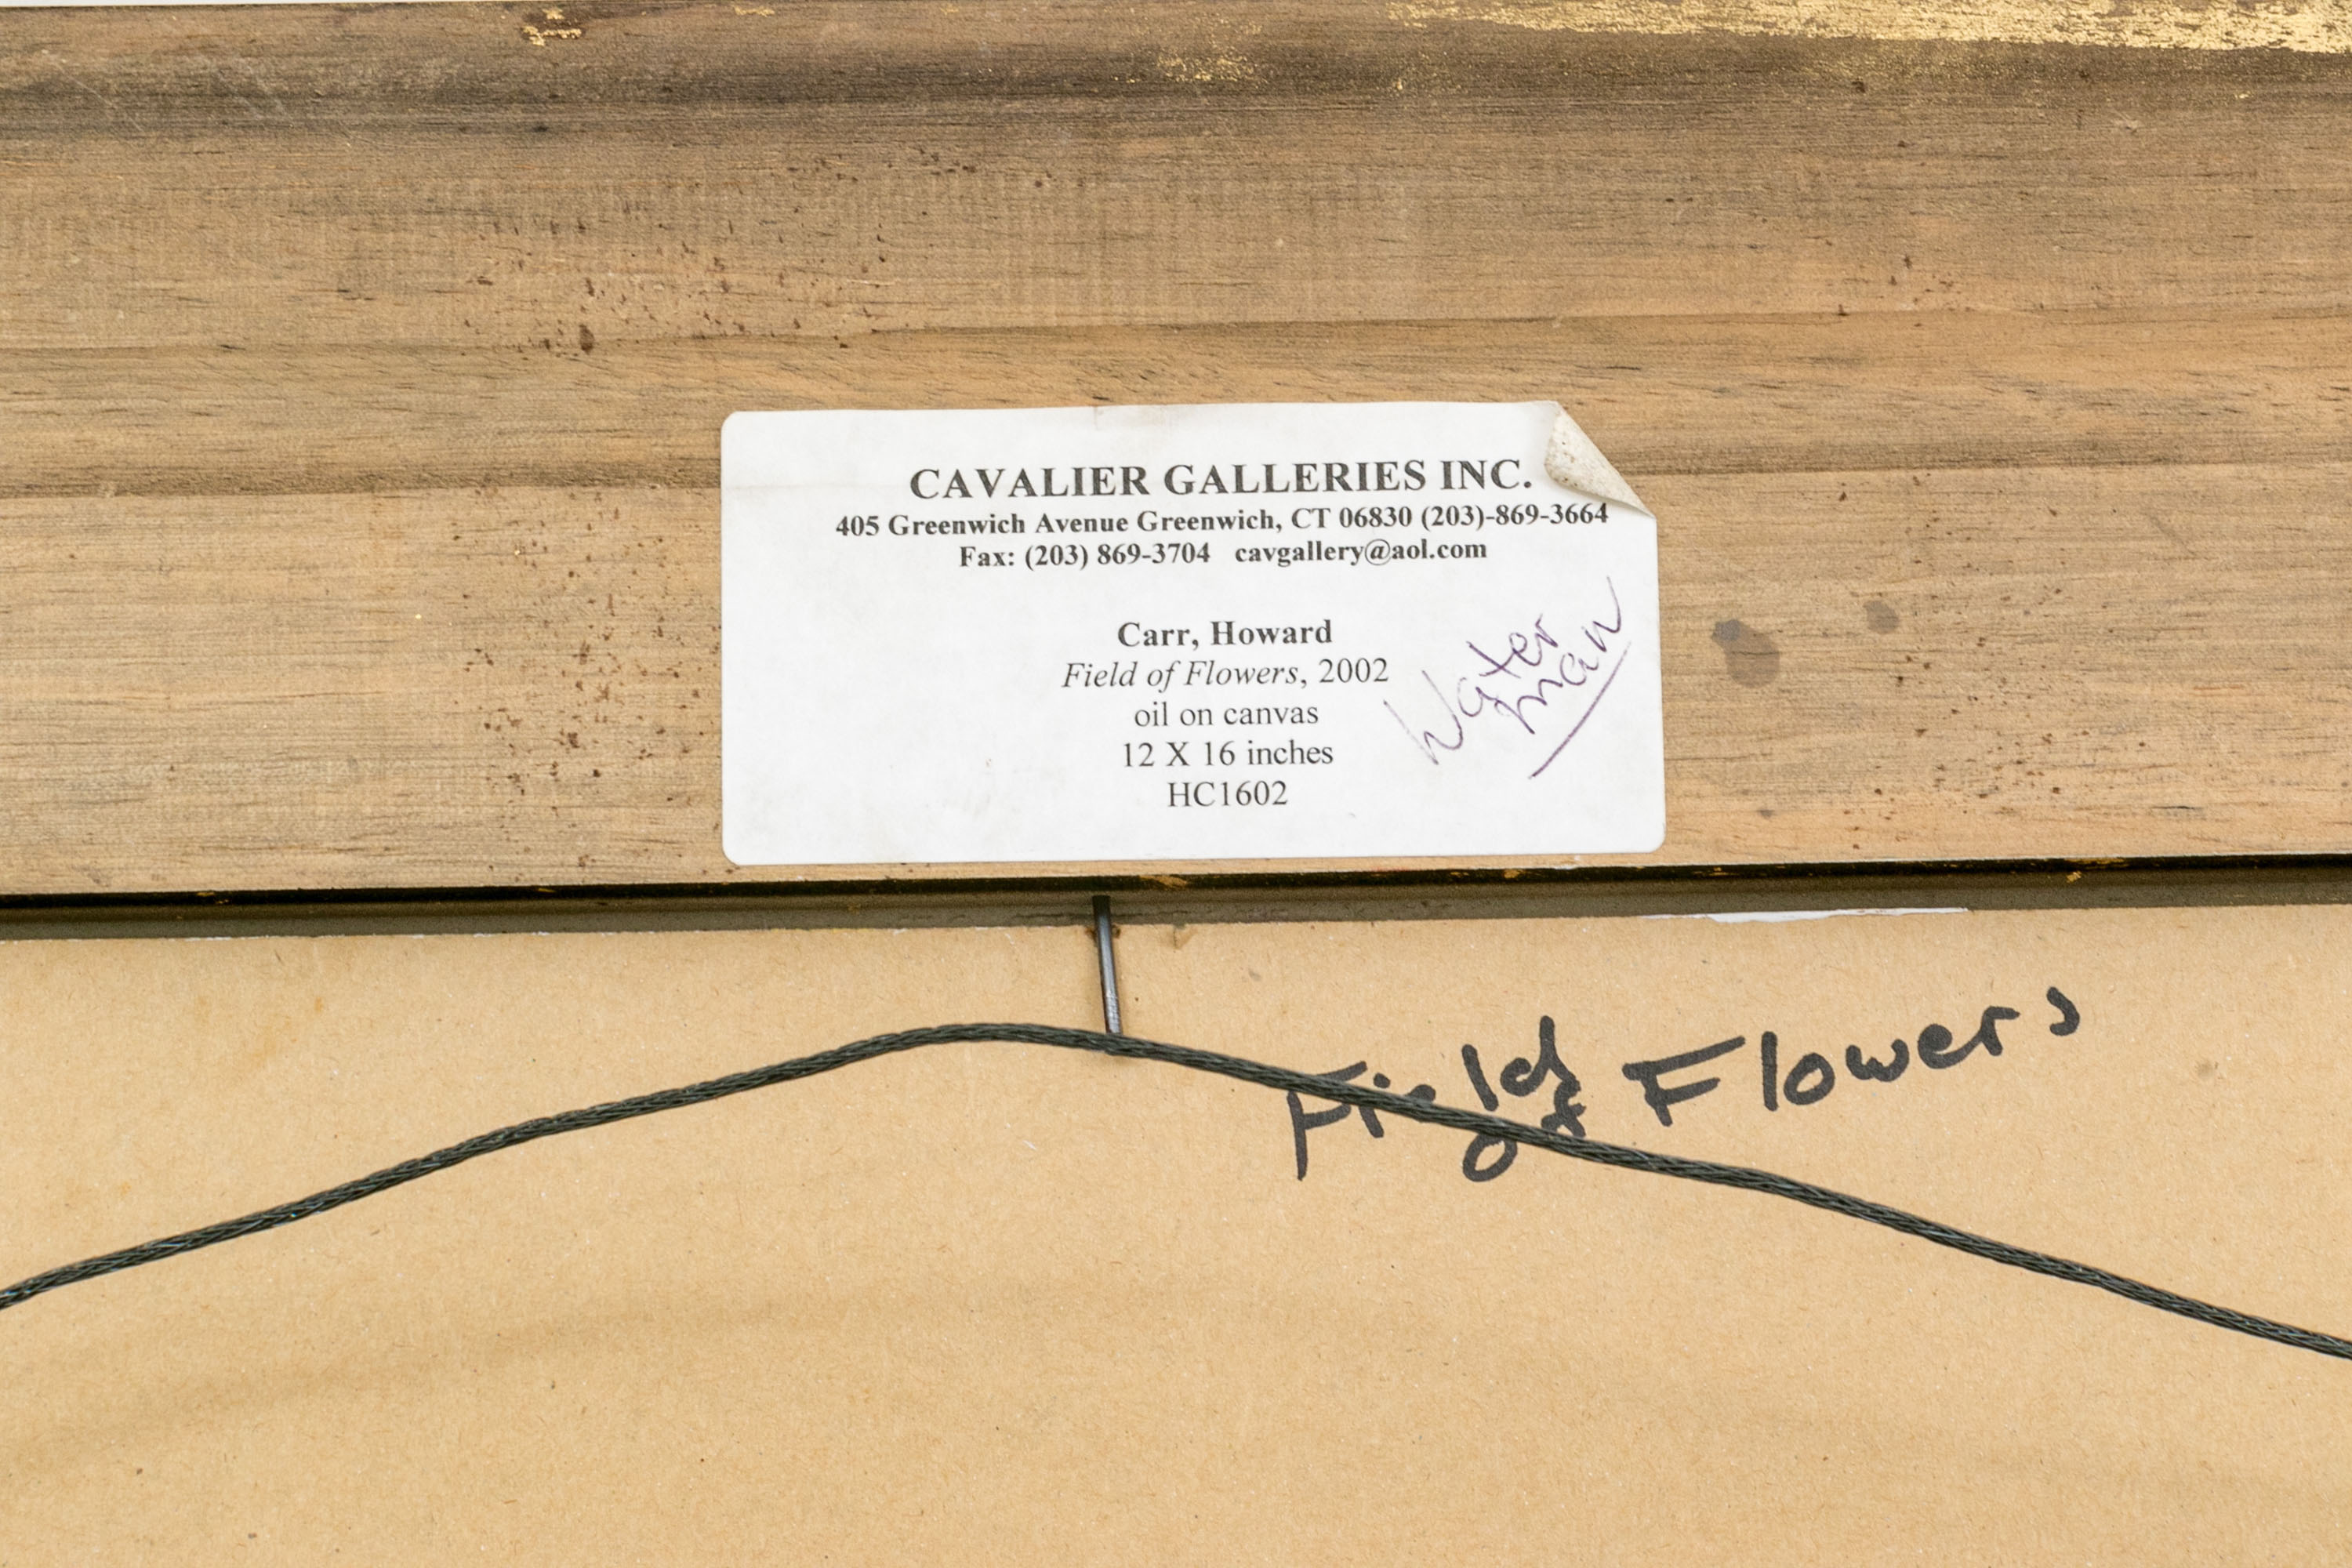 CAVALIER GALLERIES INC.
405 Greenwich Avenue Greenwich, CT 06830 (203)-869-3664
Fax: (203) 869-3704 cavgallery@aol.com
Carr, Howard
Field of Flowers, 2002
oil on canvas
12 X 16 inches
HC1602
Water
man
Field of Flowers